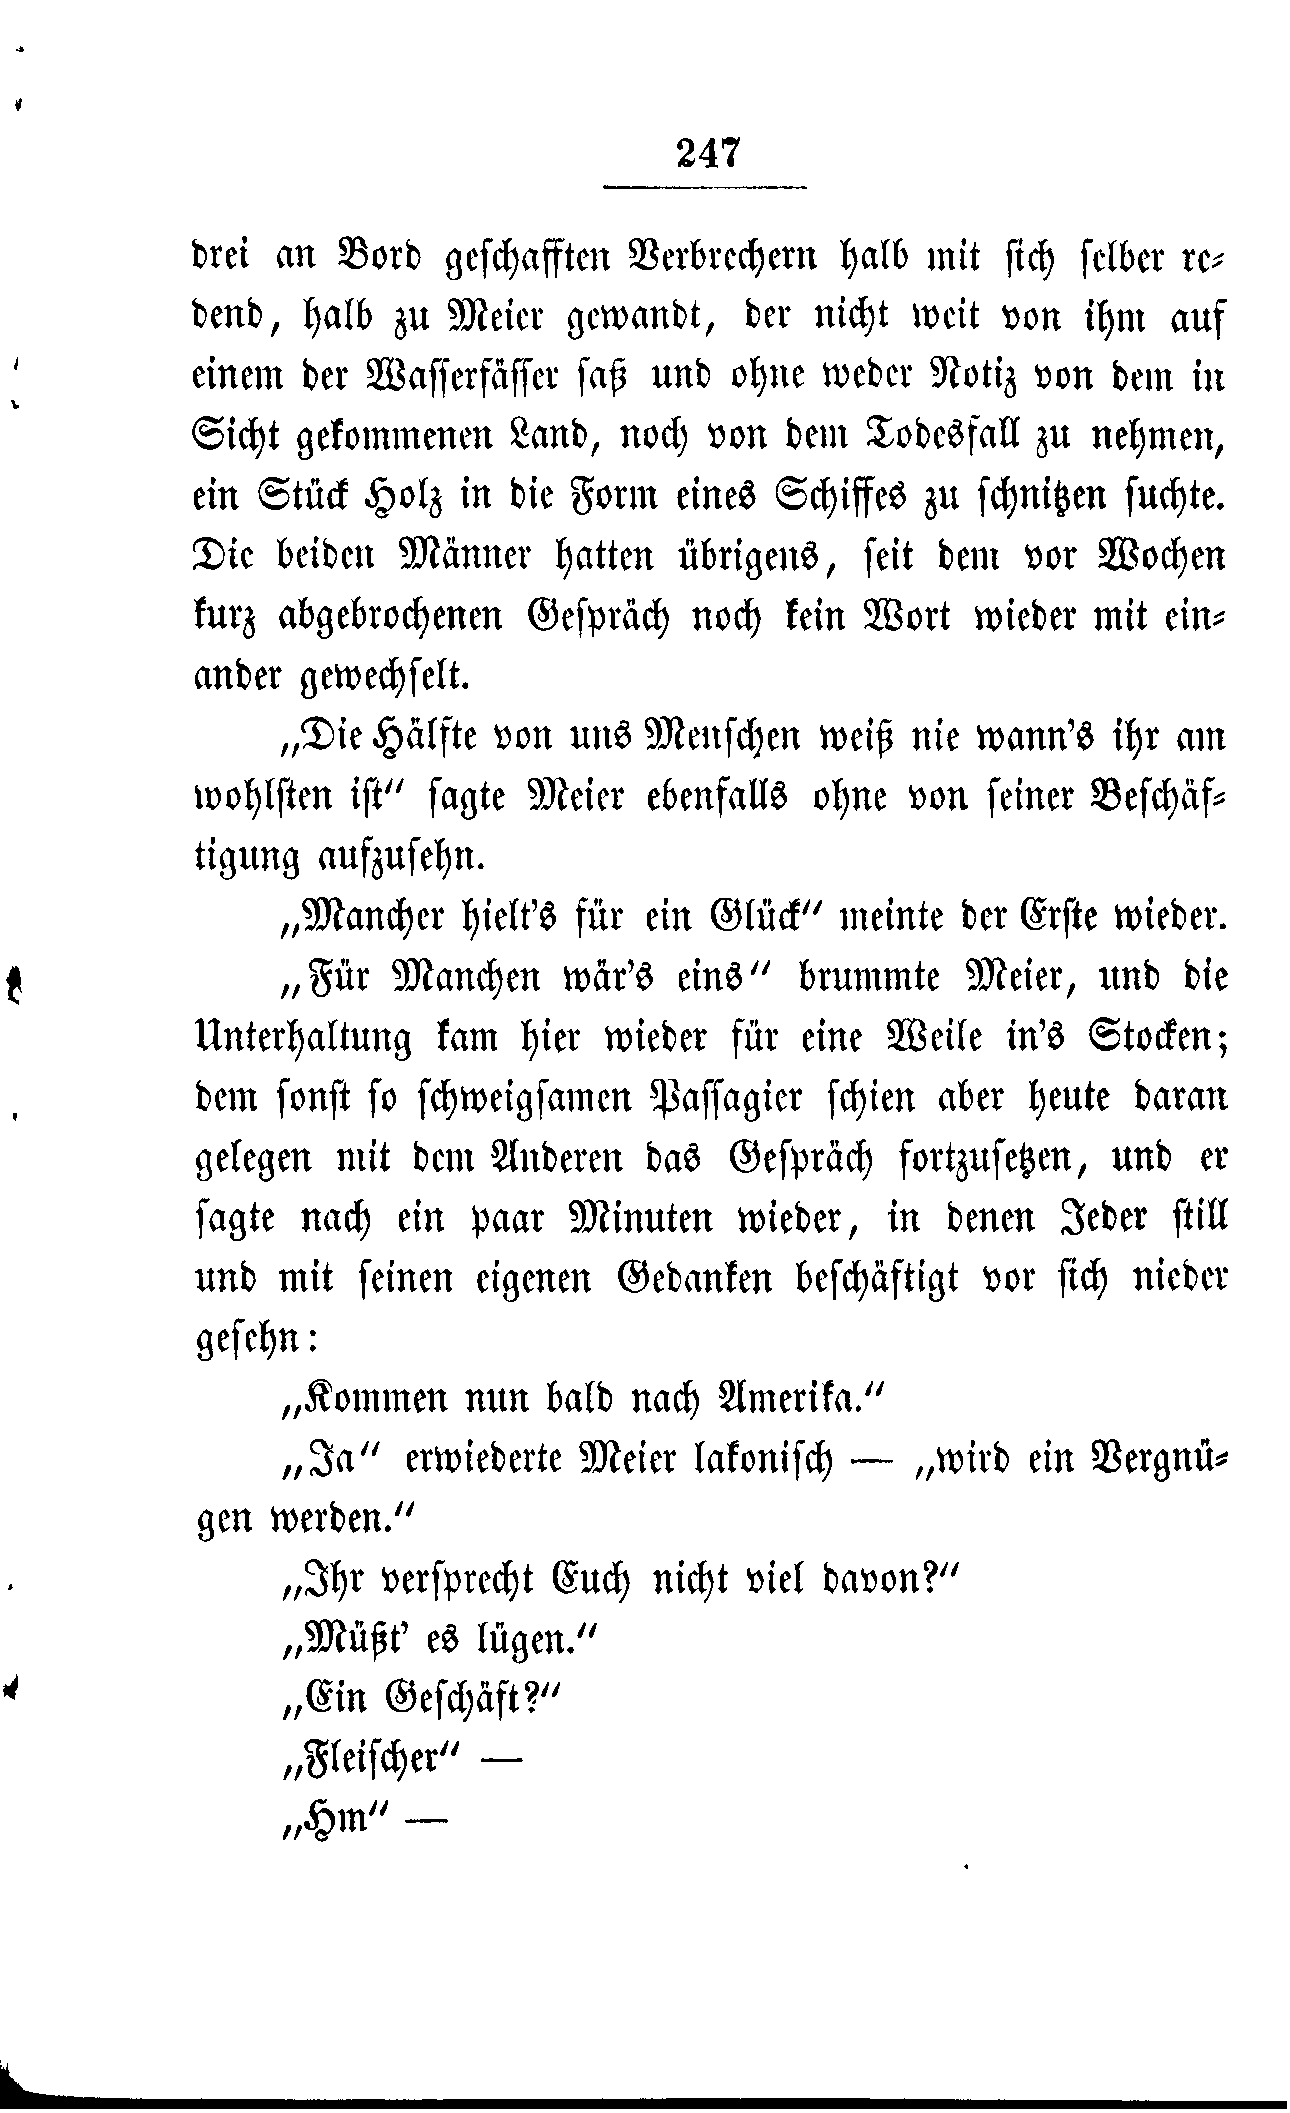 247
drei an Bord geschafften Verbrechern halb mit sich selber re-
dend, halb zu Meier gewandt, der nicht weit von ihm auf
einem der Wasserfässer saß und ohne weder Notiz von dem in
Sicht gekommenen Land, noch von dem Todesfall zu nehmen,
ein Stück Holz in die Form eines Schiffes zu schnitzen suchte.
Die beiden Männer hatten übrigens, seit dem vor Wochen
kurz abgebrochenen Gespräch noch kein Wort wieder mit ein-
ander gewechselt.
„Die Hälfte von uns Menschen weiß nie wann's ihr am
wohlsten ist“ sagte Meier ebenfalls ohne von seiner Beschäf-
tigung aufzusehn.
„Mancher hielt's für ein Glück“ meinte der Erste wieder.
„Für Manchen wär's eins“ brummte Meier, und die
Unterhaltung kam hier wieder für eine Weile in's Stocken;
dem sonst so schweigsamen Passagier schien aber heute daran
gelegen mit dem Anderen das Gespräch fortzusetzen, und er
sagte nach ein paar Minuten wieder, in denen Jeder still
und mit seinen eigenen Gedanken beschäftigt vor sich nieder
gesehn:
„Kommen nun bald nach Amerika.“
„Ja“ erwiederte Meier lakonisch — „wird ein Vergnü-
gen werden.“
„Ihr versprecht Euch nicht viel davon?“
„Müßt' es lügen.“
„Ein Geschäft?“
„Fleischer“ —
„Hm“ —